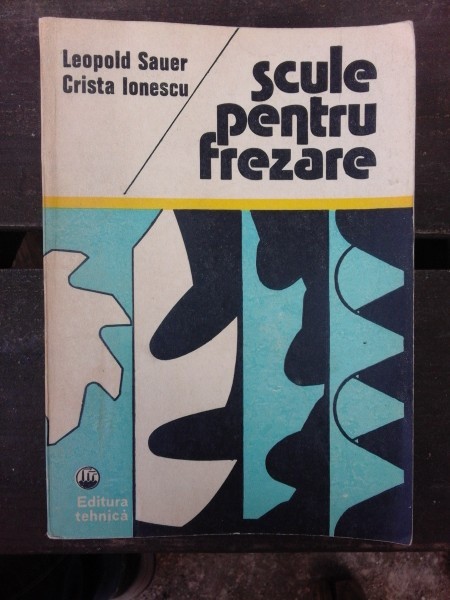 Leopold Sauer
Crista Ionescu
scule
pentru
frezare
Editura
tehnică